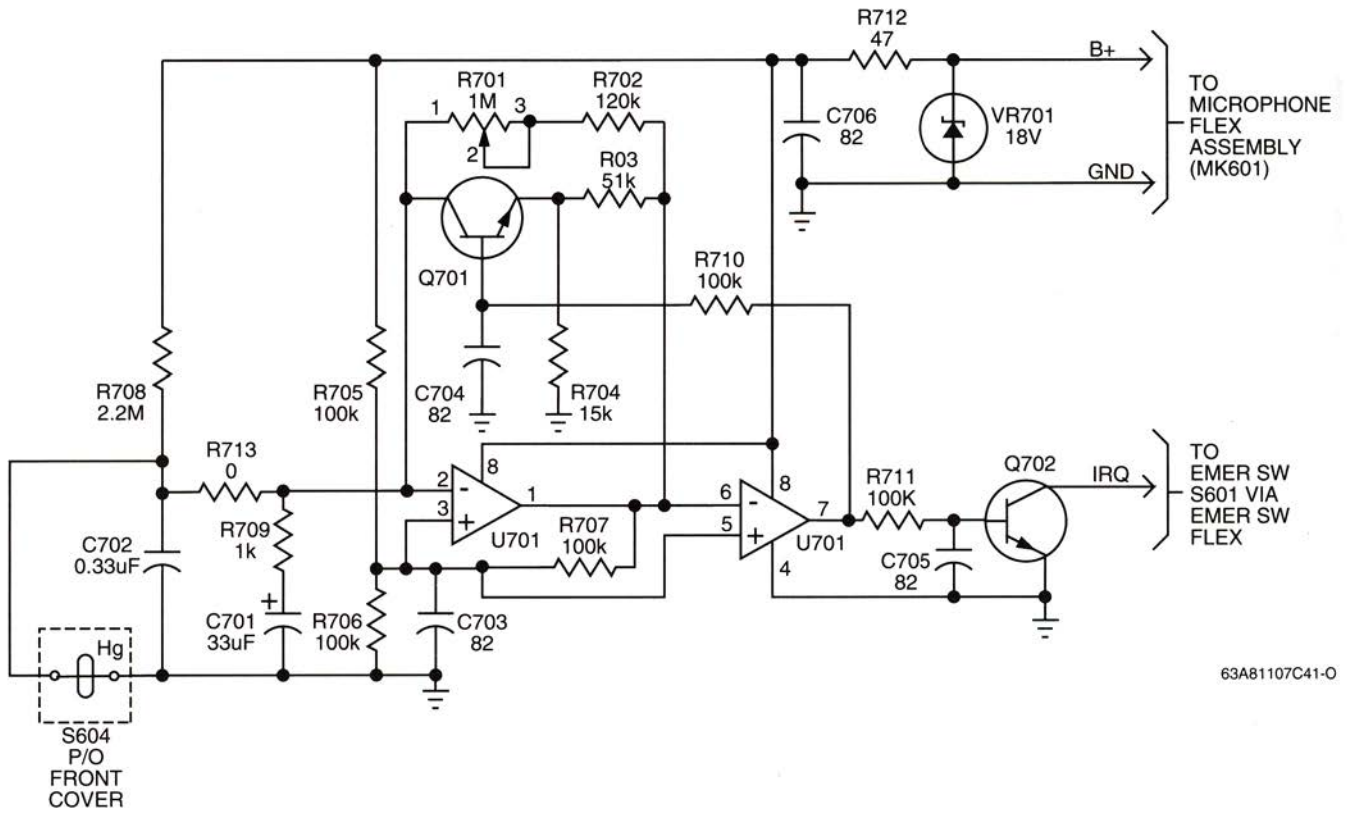 R712
47
B+
R701
1M
1
3
2
R702
120k
C706
82
VR701
18V
TO
MICROPHONE
FLEX
ASSEMBLY
(MK601)
R03
51k
GND
Q701
R710
100k
R708
2.2M
R705
100k
C704
82
R704
15k
R713
0
2
-
8
3
+
1
U701
6
-
8
5
+
7
U701
4
R711
100K
Q702
IRQ
TO
EMER SW
S601 VIA
EMER SW
FLEX
R709
1k
R707
100k
C705
82
C702
0.33uF
+
C701
33uF
R706
100k
C703
82
Hg
S604
P/O
FRONT
COVER
63A81107C41-O